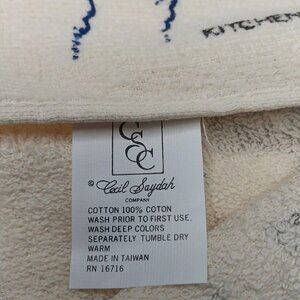 KITCHEN
CSC
© Cecil Saydah
COMPANY
COTTON 100% COTON
WASH PRIOR TO FIRST USE.
WASH DEEP COLORS
SEPARATELY TUMBLE DRY
WARM
MADE IN TAIWAN
RN 16716